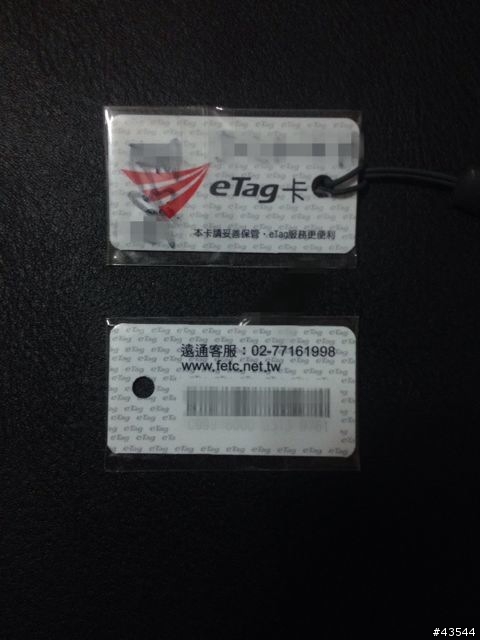 eTag卡
本卡請妥善保管,eTag服務更便利
遠通客服:02-77161998
www.fetc.net.tw
#43544